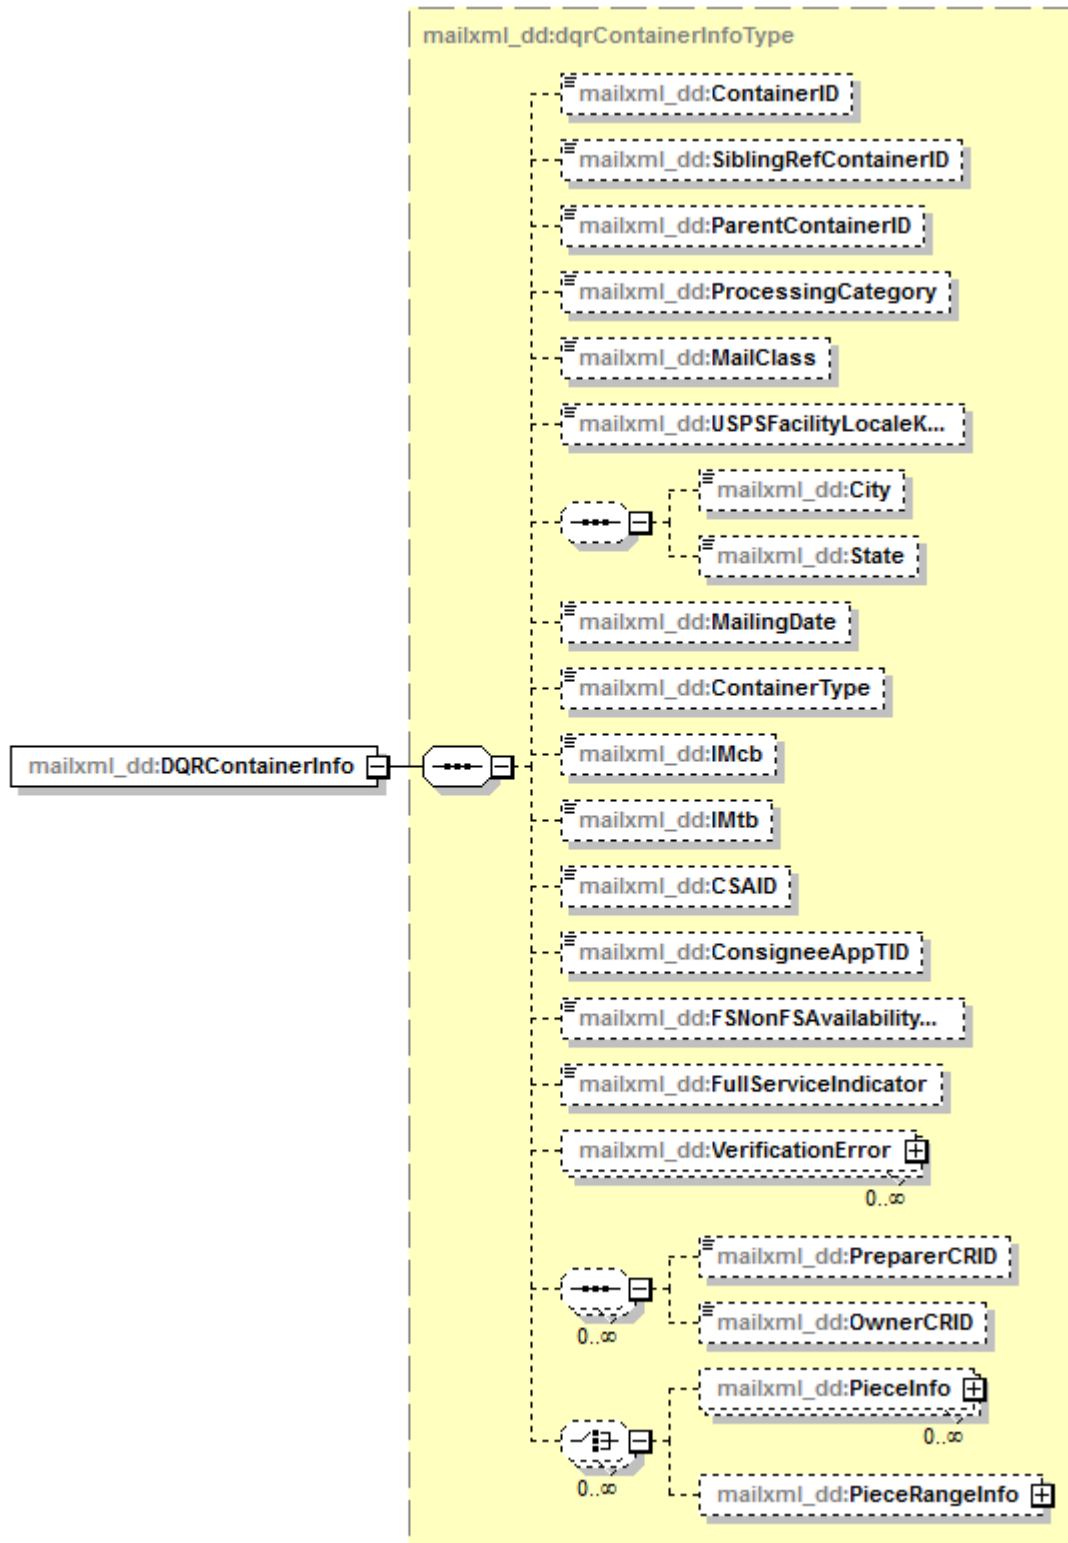 mailxml_dd:dqrContainerInfoType
mailxml_dd:ContainerID
mailxml_dd:SiblingRefContainerID
mailxml_dd:ParentContainerID
mailxml_dd:ProcessingCategory
mailxml_dd:MailClass
mailxml_dd:USPSFacilityLocaleK...
mailxml_dd:City
mailxml_dd:State
mailxml_dd:MailingDate
mailxml_dd:ContainerType
mailxml_dd:IMcb
mailxml_dd:DQRContainerInfo
mailxml_dd:IMtb
mailxml_dd:CSAID
mailxml_dd:ConsigneeAppTID
mailxml_dd:FSNonFSAvailability...
mailxml_dd:FullServiceIndicator
mailxml_dd:VerificationError
0..∞
mailxml_dd:PreparerCRID
mailxml_dd:OwnerCRID
0..∞
mailxml_dd:PieceInfo
0..∞
0..∞
mailxml_dd:PieceRangeInfo